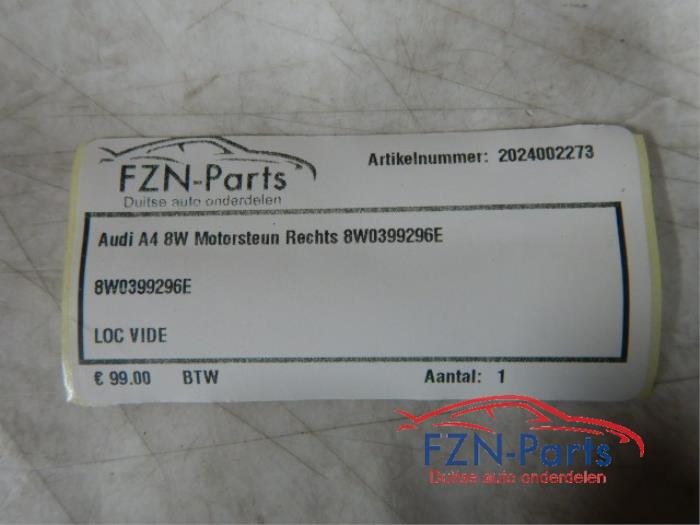 FZN-Parts
Duitse auto onderdelen
Artikelnummer: 2024002273
Audi A4 8W Motorsteun Rechts 8W0399296E
8W0399296E
LOC VIDE
€ 99.00 BTW Aantal: 1
FZN-Parts
Duitse auto onderdelen